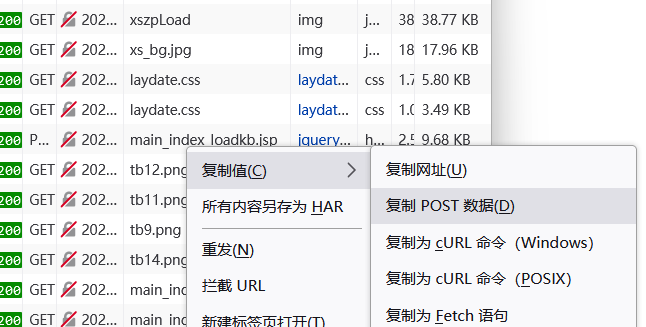 200 GET 202... xszpLoad img j... 38 38.77 KB
200 GET 202... xs_bg.jpg img j... 18 17.96 KB
200 GET 202... laydate.css laydat... css 1.7 5.80 KB
200 GET 202... laydate.css laydat... css 1.0 3.49 KB
200 P... 202... main_index_loadkb.jsp jquery... h... 2.5 9.68 KB
200 GET 202... tb12.png
200 GET 202... tb11.png
200 GET 202... tb9.png
200 GET 202... tb14.png
200 GET 202... main_ind
GET 202... main_ind
复制值(C)
所有内容另存为 HAR
重发(N)
拦截 URL
新建标签页打开(T)
复制网址(U)
复制 POST 数据(D)
复制为 cURL 命令（Windows）
复制为 cURL 命令（POSIX）
复制为 Fetch 语句